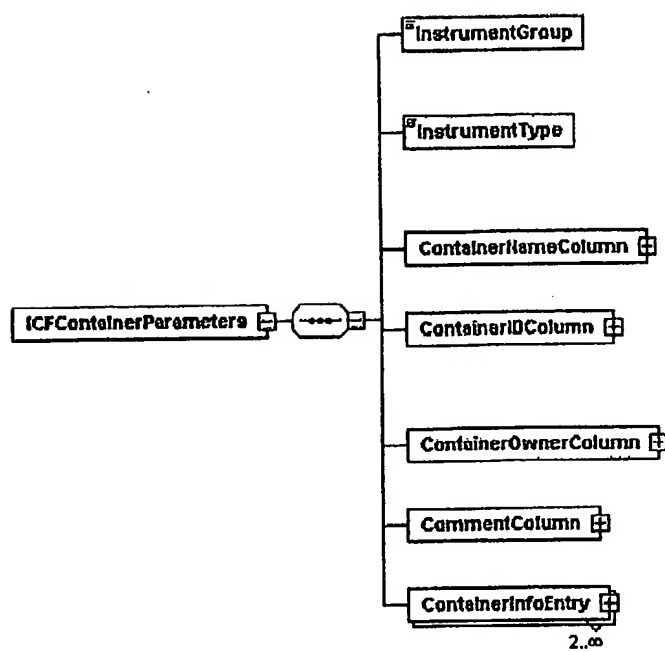 InstrumentGroup
InstrumentType
ContainerNameColumn
ICFContainerParameters
ContainerIDColumn
ContainerOwnerColumn
CommentColumn
ContainerInfoEntry
2..∞